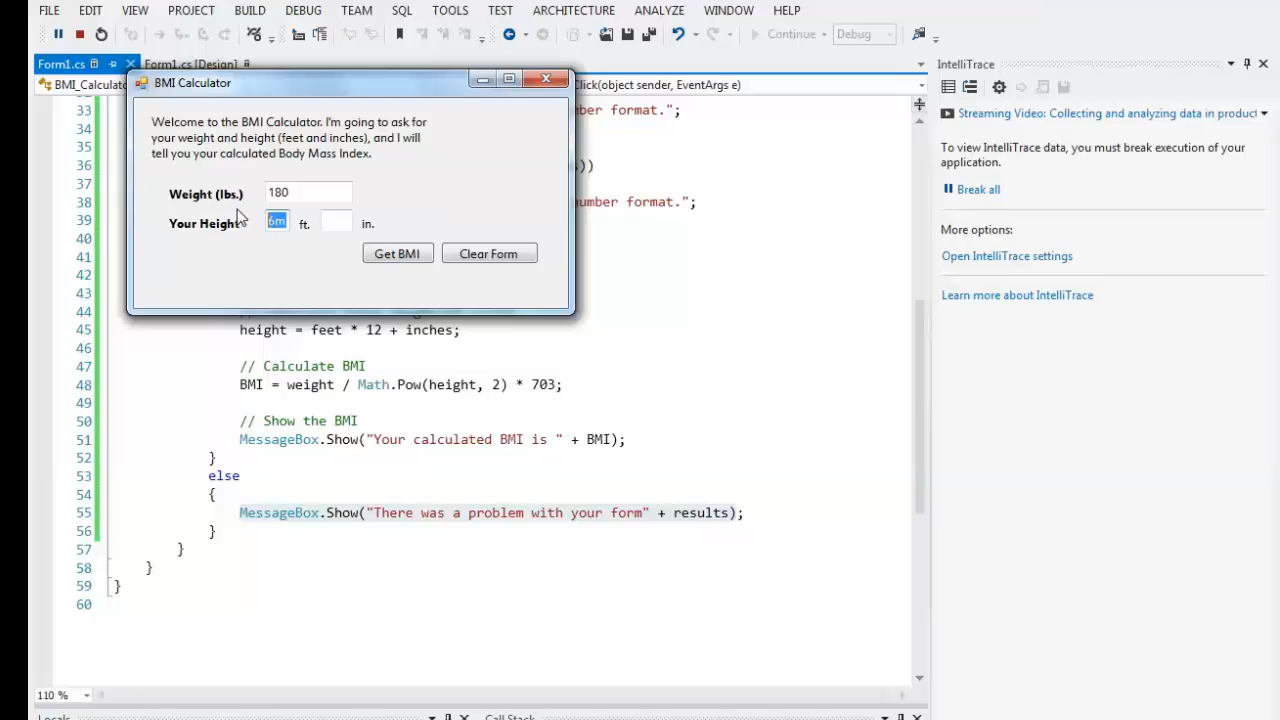 FILE EDIT VIEW PROJECT BUILD DEBUG TEAM SQL TOOLS TEST ARCHITECTURE ANALYZE WINDOW HELP
Continue Debug
Form1.cs Form1.cs [Design]
IntelliTrace
BMI_Calculato
Click(object sender, EventArgs e)
BMI Calculator
Welcome to the BMI Calculator. I'm going to ask for
your weight and height (feet and inches), and I will
tell you your calculated Body Mass Index.
Weight (lbs.) 180
Your Height 6m ft. in.
Get BMI Clear Form
33 number format.";
34
35
36 ))
37
38 number format.";
39
40
41
42
43
44
45 height = feet * 12 + inches;
46
47 // Calculate BMI
48 BMI = weight / Math.Pow(height, 2) * 703;
49
50 // Show the BMI
51 MessageBox.Show("Your calculated BMI is " + BMI);
52 }
53 else
54 {
55 MessageBox.Show("There was a problem with your form" + results);
56 }
57 }
58 }
59 }
60
110 %
Streaming Video: Collecting and analyzing data in product
To view IntelliTrace data, you must break execution of your
application.
Break all
More options:
Open IntelliTrace settings
Learn more about IntelliTrace
Locals
Call Stack